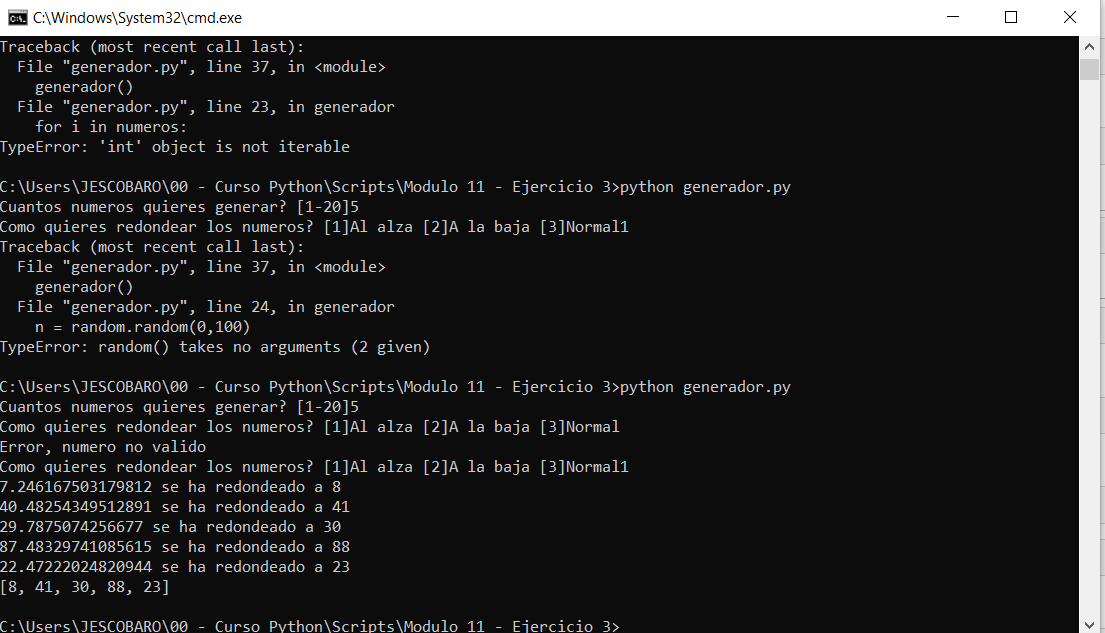 C:\Windows\System32\cmd.exe
Traceback (most recent call last):
  File "generador.py", line 37, in <module>
    generador()
  File "generador.py", line 23, in generador
    for i in numeros:
TypeError: 'int' object is not iterable

C:\Users\JESCOBARO\00 - Curso Python\Scripts\Modulo 11 - Ejercicio 3>python generador.py
Cuantos numeros quieres generar? [1-20]5
Como quieres redondear los numeros? [1]Al alza [2]A la baja [3]Normal1
Traceback (most recent call last):
  File "generador.py", line 37, in <module>
    generador()
  File "generador.py", line 24, in generador
    n = random.random(0,100)
TypeError: random() takes no arguments (2 given)

C:\Users\JESCOBARO\00 - Curso Python\Scripts\Modulo 11 - Ejercicio 3>python generador.py
Cuantos numeros quieres generar? [1-20]5
Como quieres redondear los numeros? [1]Al alza [2]A la baja [3]Normal
Error, numero no valido
Como quieres redondear los numeros? [1]Al alza [2]A la baja [3]Normal1
7.246167503179812 se ha redondeado a 8
40.48254349512891 se ha redondeado a 41
29.7875074256677 se ha redondeado a 30
87.48329741085615 se ha redondeado a 88
22.47222024820944 se ha redondeado a 23
[8, 41, 30, 88, 23]

C:\Users\JESCOBARO\00 - Curso Python\Scripts\Modulo 11 - Ejercicio 3>